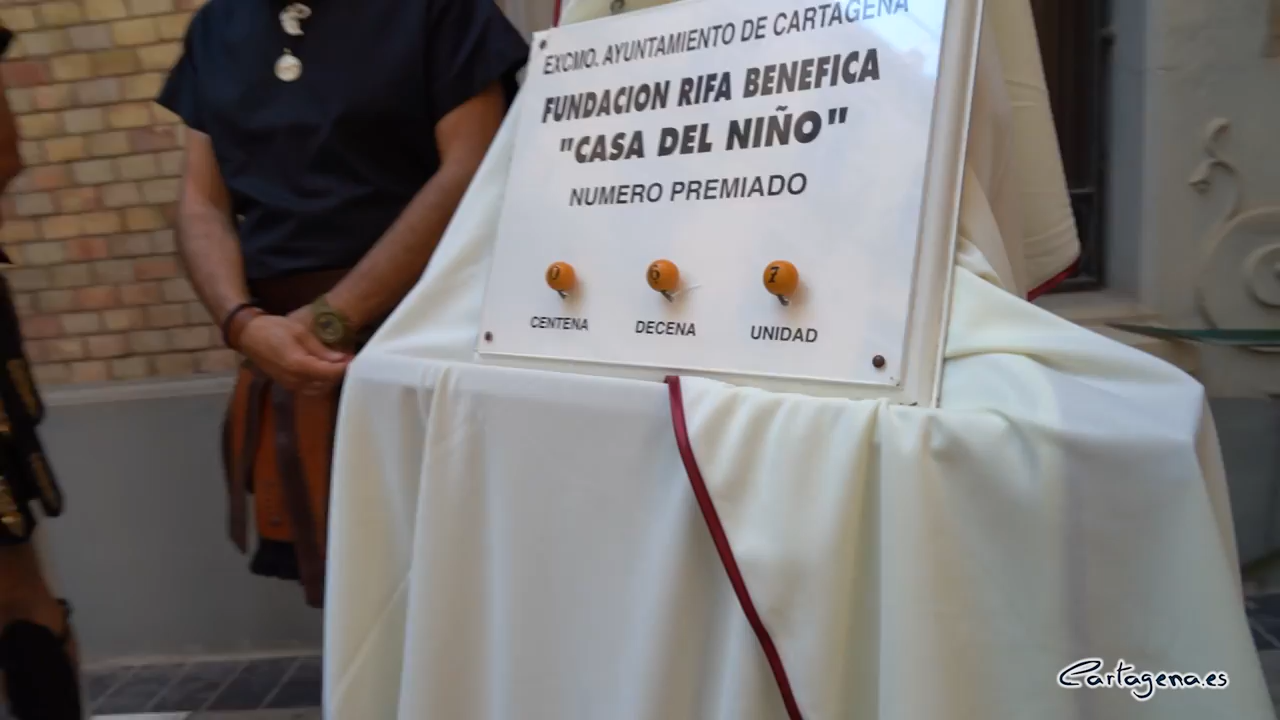 EXCMO. AYUNTAMIENTO DE CARTAGENA
FUNDACION RIFA BENEFICA
"CASA DEL NIÑO"
NUMERO PREMIADO
0 6 7
CENTENA DECENA UNIDAD
Cartagena.es